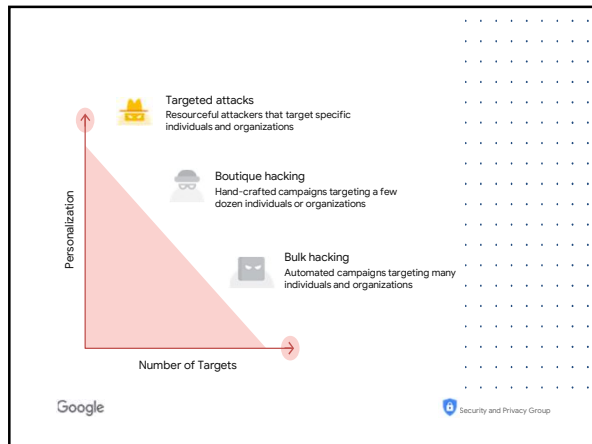 Targeted attacks
Resourceful attackers that target specific
individuals and organizations
Boutique hacking
Hand-crafted campaigns targeting a few
dozen individuals or organizations
Bulk hacking
Automated campaigns targeting many
individuals and organizations
Personalization
Number of Targets
Google
Security and Privacy Group